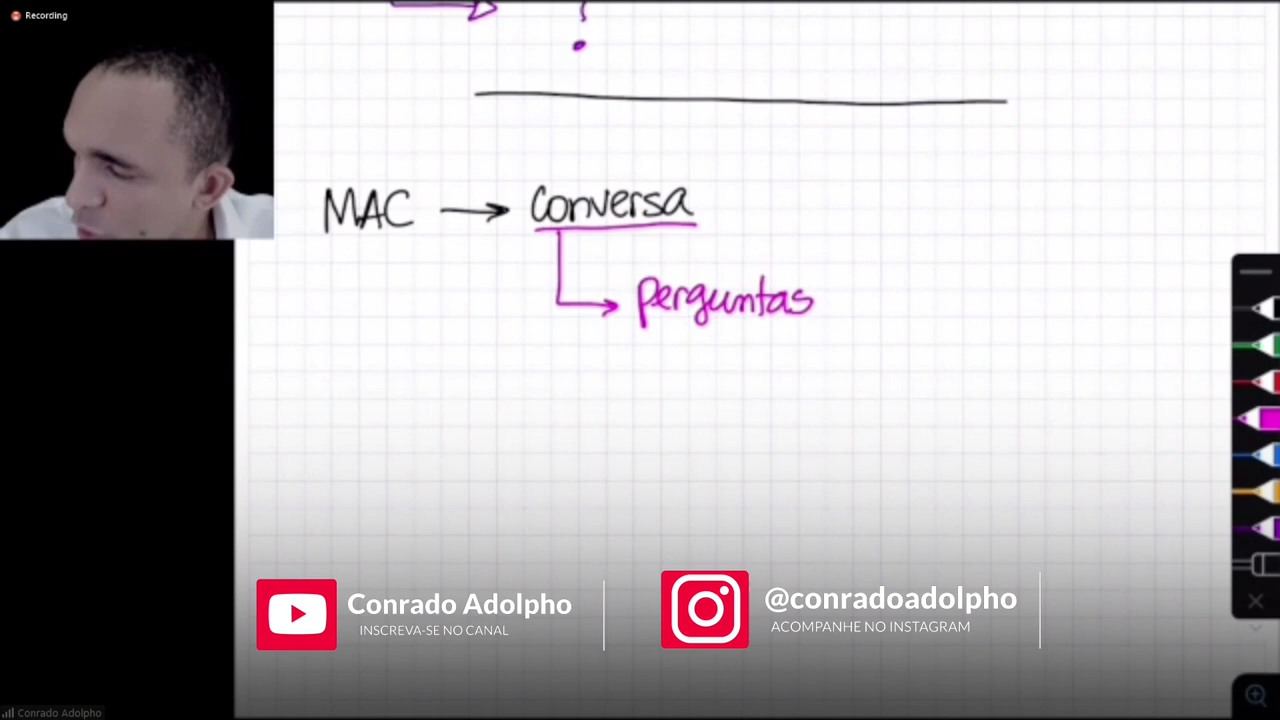 Recording
?
MAC → conversa
perguntas
Conrado Adolpho
INSCREVA-SE NO CANAL
@conradoadolpho
ACOMPANHE NO INSTAGRAM
Conrado Adolpho